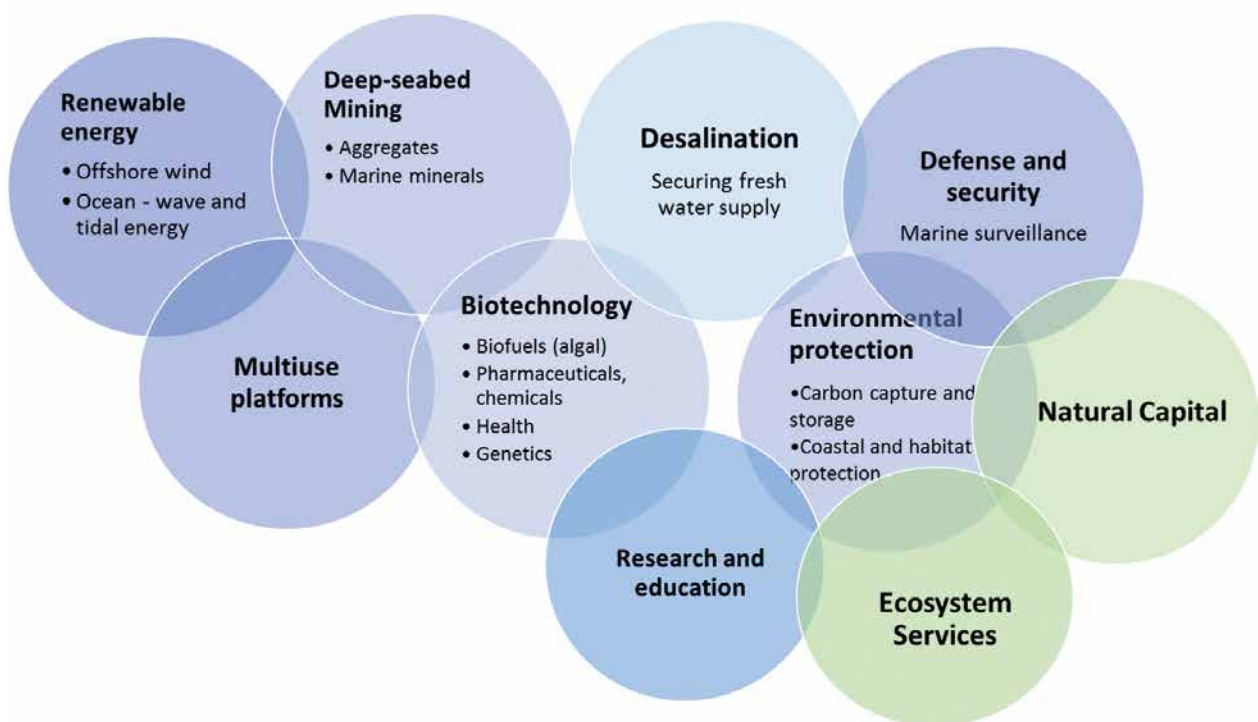 Renewable
energy
• Offshore wind
• Ocean - wave and
tidal energy
Deep-seabed
Mining
• Aggregates
• Marine minerals
Desalination
Securing fresh
water supply
Defense and
security
Marine surveillance
Multiuse
platforms
Biotechnology
• Biofuels (algal)
• Pharmaceuticals,
chemicals
• Health
• Genetics
Environmental
protection
•Carbon capture and
storage
•Coastal and habitat
protection
Natural Capital
Research and
education
Ecosystem
Services